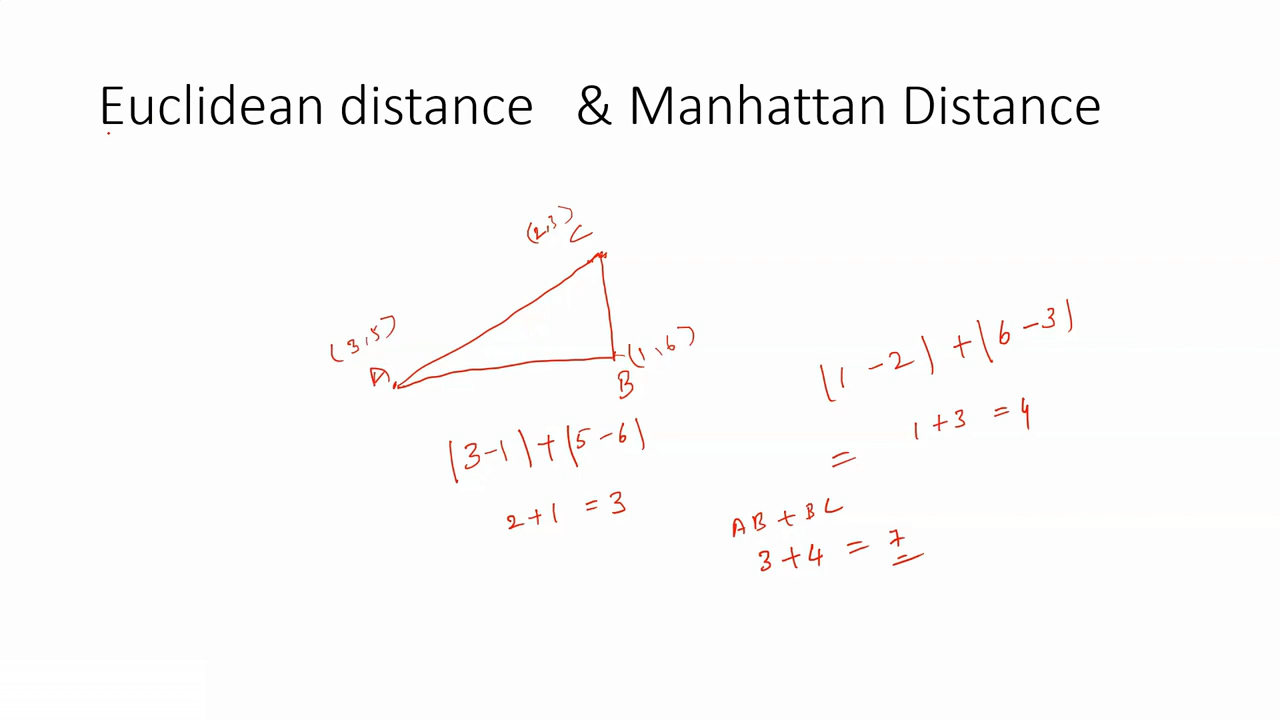 Euclidean distance & Manhattan Distance
(2,3) C
(3,5)
A
(1,6)
B
|3-1|+|5-6|
2+1 =3
|1-2|+|6-3|
= 1+3 =4
AB+BC
3+4 = 7